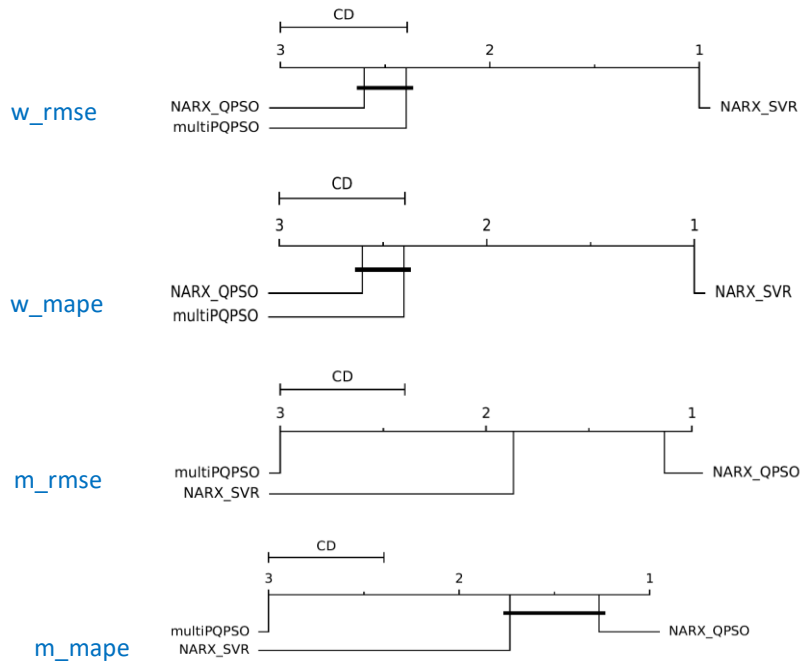 CD
3 2 1
w_rmse
NARX_QPSO
NARX_SVR
multiPQPSO
CD
3 2 1
w_mape
NARX_QPSO
NARX_SVR
multiPQPSO
CD
3 2 1
m_rmse
multiPQPSO
NARX_QPSO
NARX_SVR
CD
3 2 1
m_mape
multiPQPSO
NARX_QPSO
NARX_SVR